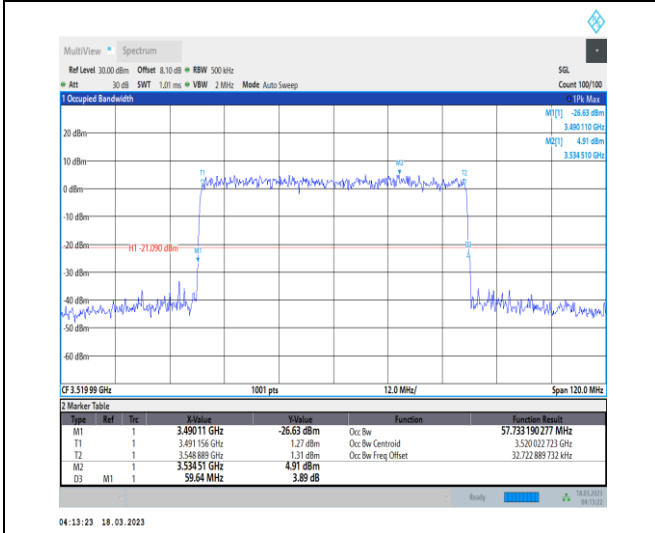 MultiView Spectrum
Ref Level 30.00 dBm Offset 8.10 dB RBW 500 kHz SGL
Att 30 dB SWT 1.01 ms VBW 2 MHz Mode Auto Sweep Count 100/100
1 Occupied Bandwidth 1Pk Max
M1[1] -26.63 dBm
3.490 110 GHz
M2[1] 4.91 dBm
3.534 510 GHz
20 dBm
10 dBm
M2
T1 T2
0 dBm
-10 dBm
-20 dBm
H1 -21.090 dBm
M1
-30 dBm
-40 dBm
-50 dBm
-60 dBm
CF 3.519 99 GHz 1001 pts 12.0 MHz/ Span 120.0 MHz
2 Marker Table
Type Ref Trc X-Value Y-Value Function Function Result
M1 1 3.490 11 GHz -26.63 dBm Occ Bw 57.733 190 277 MHz
T1 1 3.491 156 GHz 1.27 dBm Occ Bw Centroid 3.520 022 723 GHz
T2 1 3.548 889 GHz 1.31 dBm Occ Bw Freq Offset 32.722 889 732 kHz
M2 1 3.534 51 GHz 4.91 dBm
D3 M1 1 59.64 MHz 3.89 dB
Ready 18.03.2023
04:13:22
04:13:23 18.03.2023